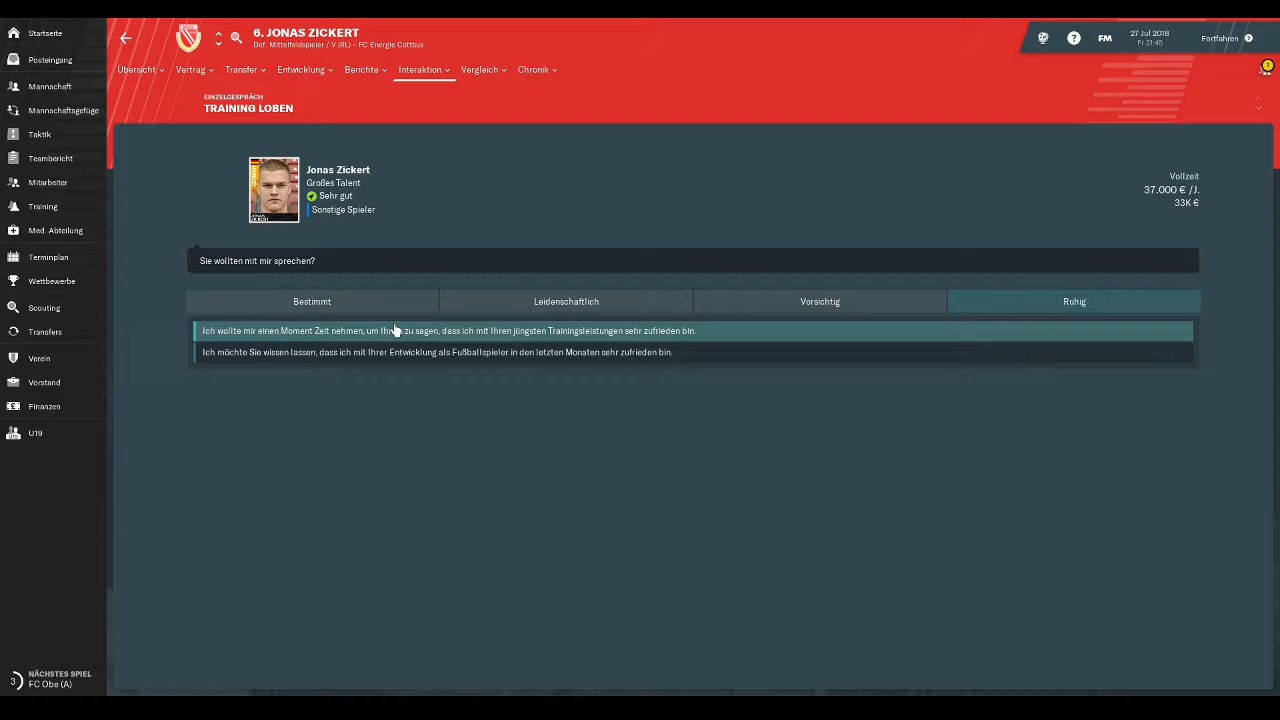 Startseite
Posteingang
Mannschaft
Mannschaftsgefüge
Taktik
Teambericht
Mitarbeiter
Training
Med. Abteilung
Terminplan
Wettbewerbe
Scouting
Transfers
Verein
Vorstand
Finanzen
U19
U19
3
NÄCHSTES SPIEL
FC Obe (A)
6. JONAS ZICKERT
Def. Mittelfeldspieler / V (RL) – FC Energie Cottbus
? FM 27 Jul 2018 Fortfahren
Fr 21:45
Übersicht Vertrag Transfer Entwicklung Berichte Interaktion Vergleich Chronik
1
EINZELGESPRÄCH
TRAINING LOBEN
Jonas Zickert
Großes Talent
Sehr gut
Sonstige Spieler
Vollzeit
37.000 € /J.
33K €
Sie wollten mit mir sprechen?
Bestimmt Leidenschaftlich Vorsichtig Ruhig
Ich wollte mir einen Moment Zeit nehmen, um Ihnen zu sagen, dass ich mit Ihren jüngsten Trainingsleistungen sehr zufrieden bin.
Ich möchte Sie wissen lassen, dass ich mit Ihrer Entwicklung als Fußballspieler in den letzten Monaten sehr zufrieden bin.